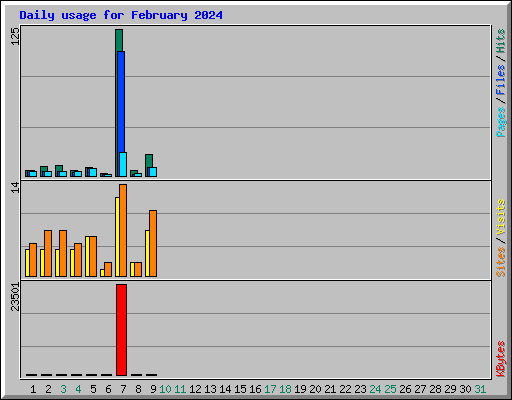 Daily usage for February 2024
125
Pages / Files / Hits
14
Sites / Visits
23501
KBytes
1 2 3 4 5 6 7 8 9 10 11 12 13 14 15 16 17 18 19 20 21 22 23 24 25 26 27 28 29 30 31